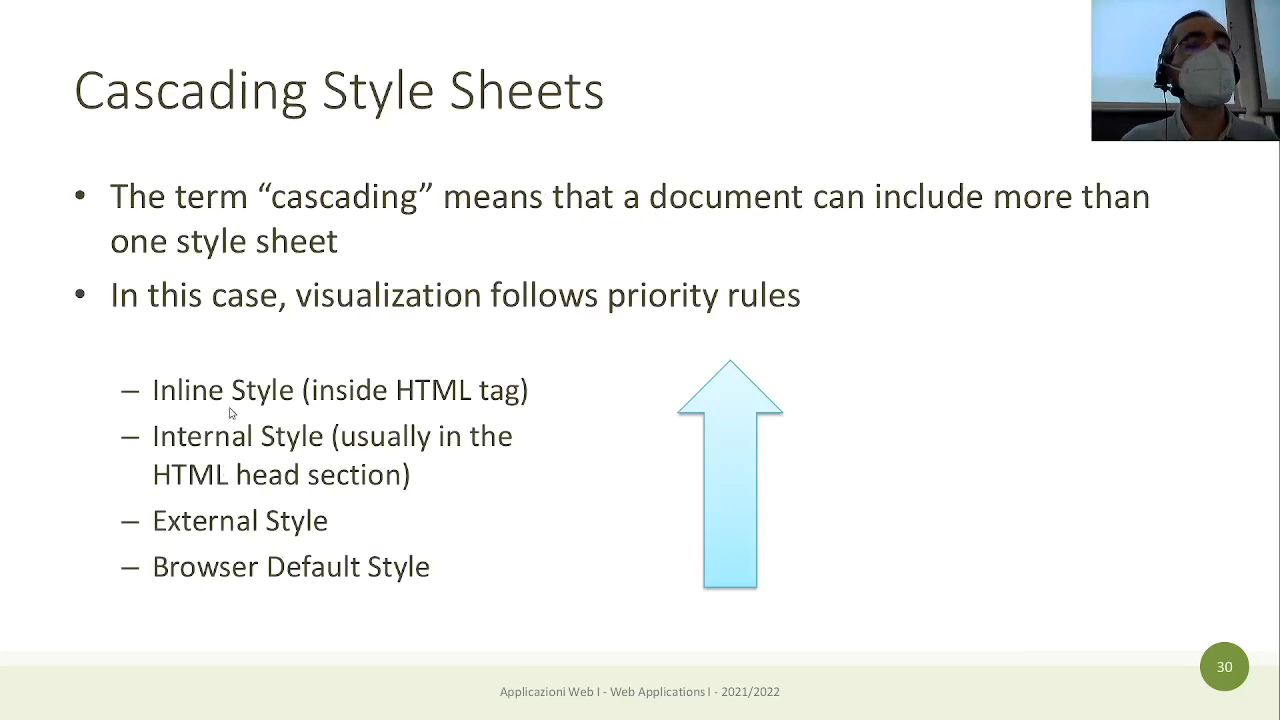 Cascading Style Sheets
• The term “cascading” means that a document can include more than
one style sheet
• In this case, visualization follows priority rules
– Inline Style (inside HTML tag)
– Internal Style (usually in the
HTML head section)
– External Style
– Browser Default Style
30
Applicazioni Web I - Web Applications I - 2021/2022